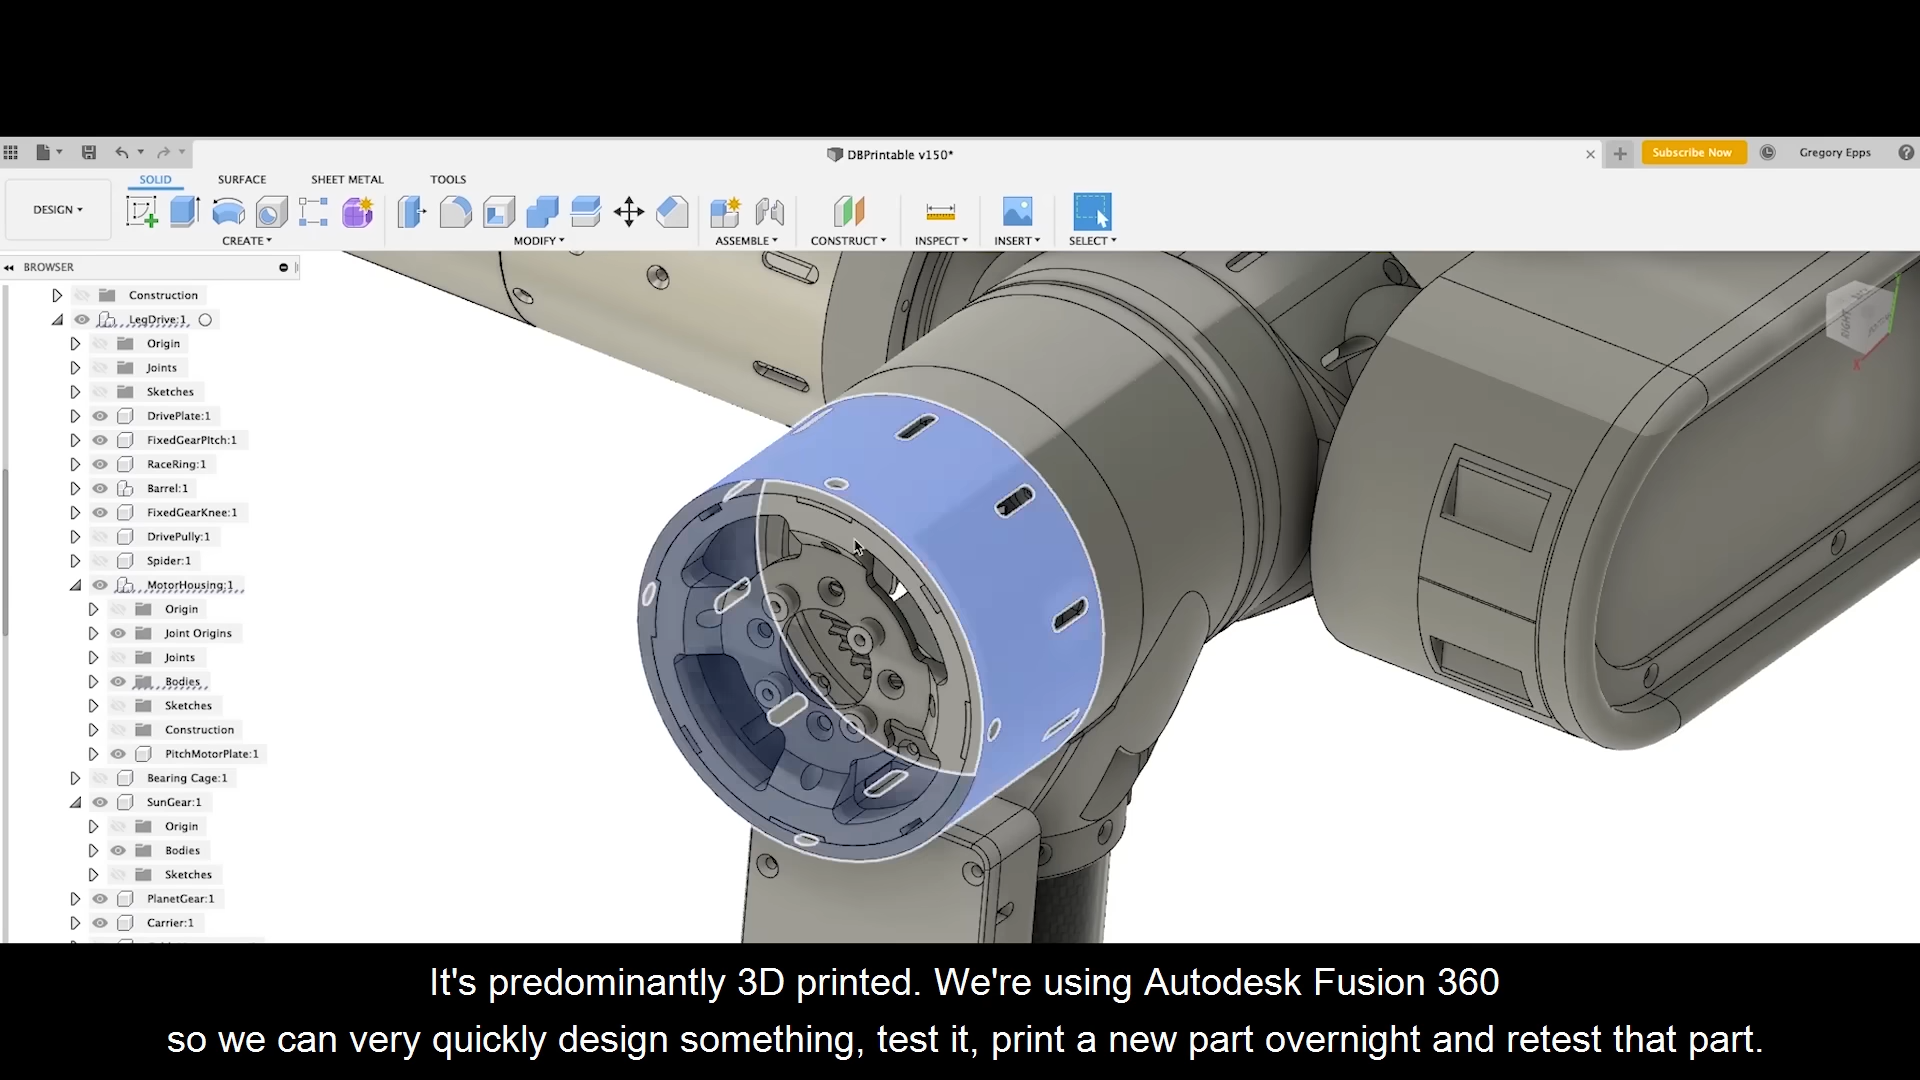 DBPrintable v150*
Subscribe Now
Gregory Epps
SOLID
SURFACE
SHEET METAL
TOOLS
DESIGN
CREATE
MODIFY
ASSEMBLE
CONSTRUCT
INSPECT
INSERT
SELECT
BROWSER
Construction
LegDrive:1
Origin
Joints
Sketches
DrivePlate:1
FixedGearPItch:1
RaceRing:1
Barrel:1
FixedGearKnee:1
DrivePully:1
Spider:1
MotorHousing:1
Origin
Joint Origins
Joints
Bodies
Sketches
Construction
PitchMotorPlate:1
Bearing Cage:1
SunGear:1
Origin
Bodies
Sketches
PlanetGear:1
Carrier:1
RIGHT
X
It's predominantly 3D printed. We're using Autodesk Fusion 360
so we can very quickly design something, test it, print a new part overnight and retest that part.